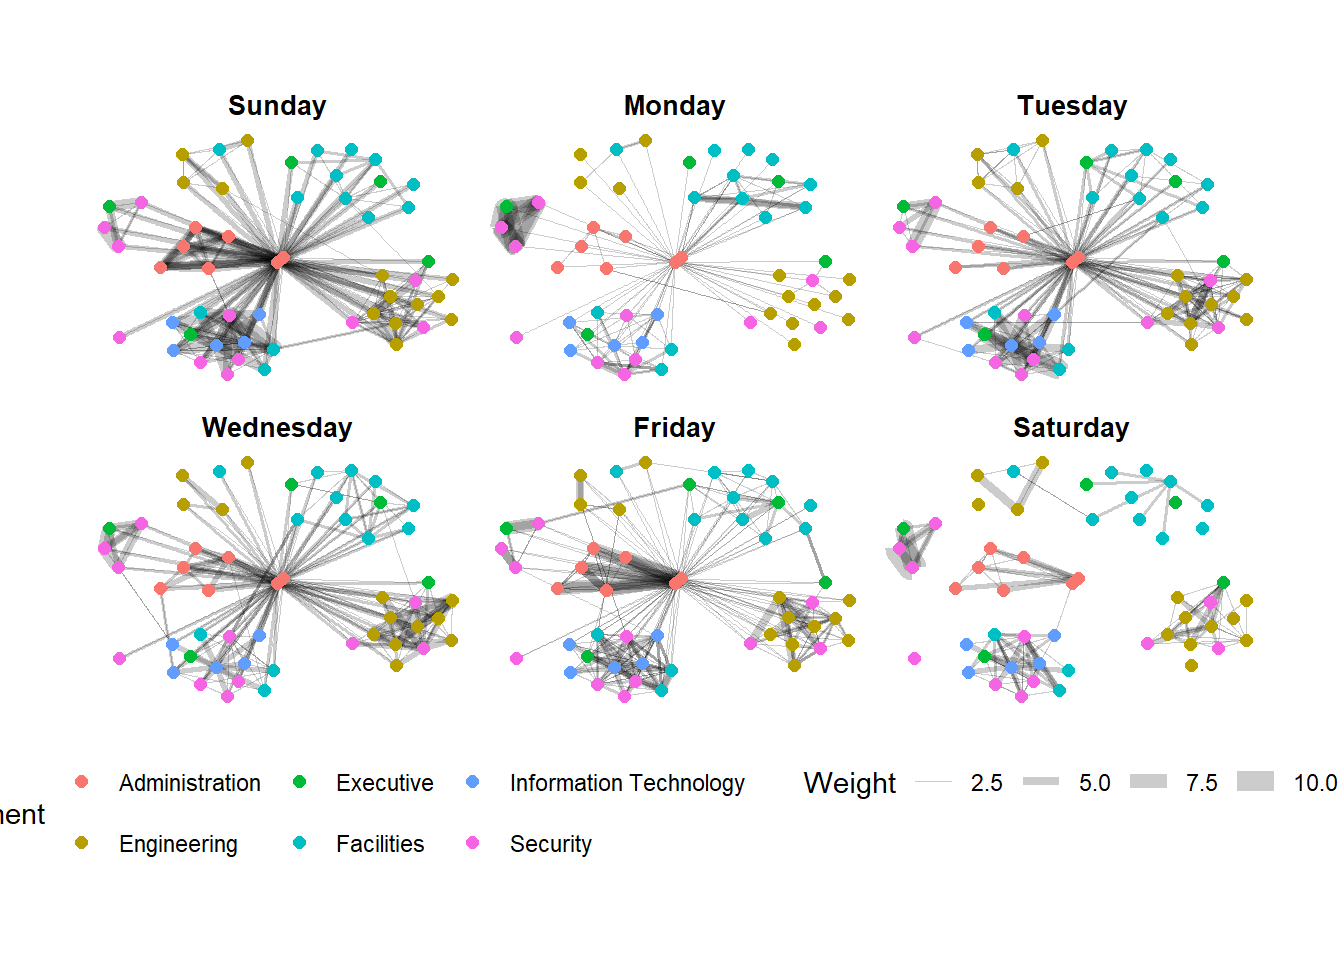 Sunday Monday Tuesday
Wednesday Friday Saturday
Administration Executive Information Technology Weight 2.5 5.0 7.5 10.0
Engineering Facilities Security